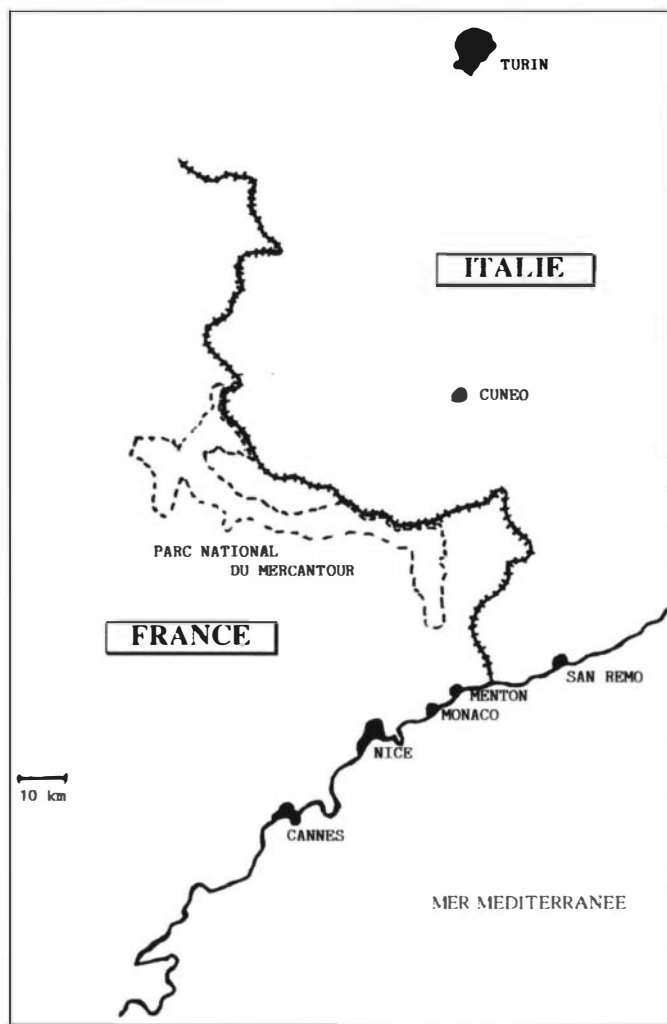 TURIN
ITALIE
CUNEO
PARC NATIONAL
DU MERCANTOUR
FRANCE
SAN REMO
MENTON
MONACO
NICE
10 km
CANNES
MER MEDITERRANEE